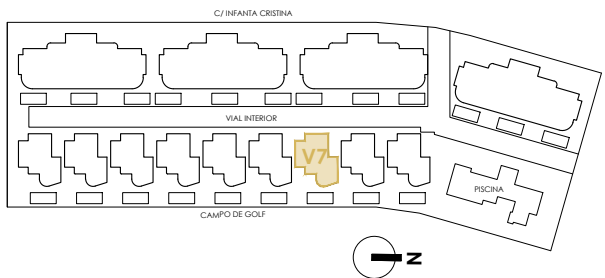 C/ INFANTA CRISTINA
VIAL INTERIOR
V7
PISCINA
CAMPO DE GOLF
N